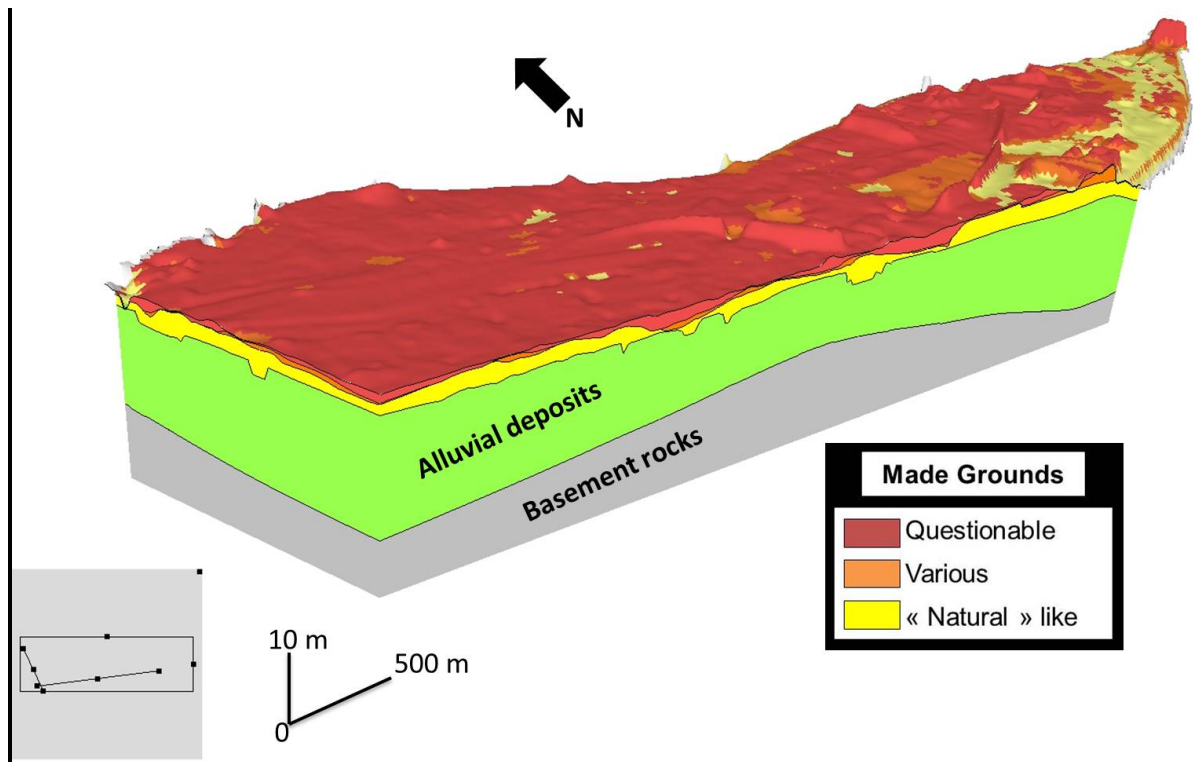 N
Alluvial deposits
Basement rocks
Made Grounds
Questionable
Various
« Natural » like
10 m
500 m
0